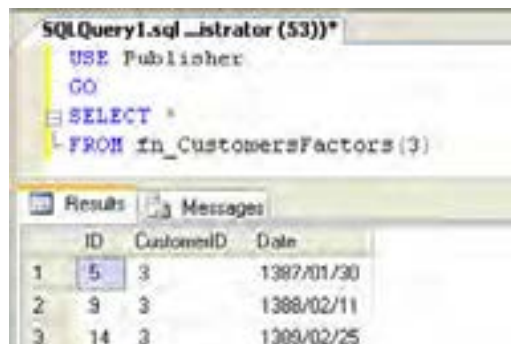 SQLQuery1.sql ...istrator (53))*
USE Publisher
GO
SELECT *
FROM fn_CustomersFactors(3)
Results Messages
ID CustomerID Date
1 5 3 1387/01/30
2 9 3 1388/02/11
3 14 3 1389/02/25